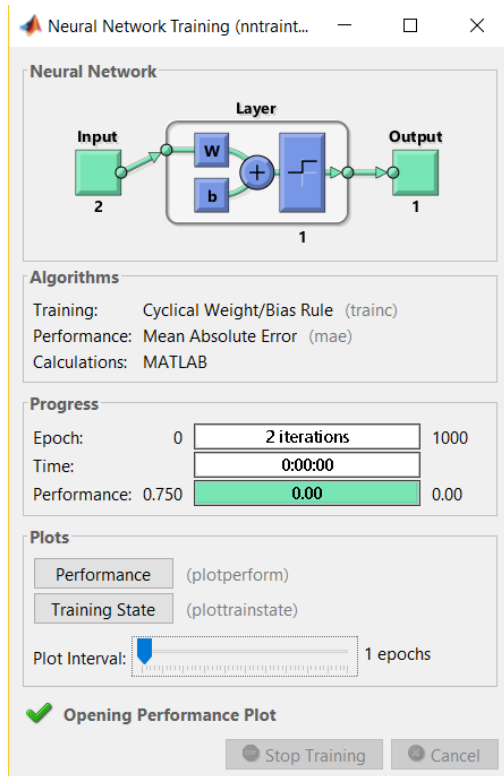 Neural Network Training (nntraint...
Neural Network
Layer
Input
Output
W
b
2
1
1
Algorithms
Training: Cyclical Weight/Bias Rule (trainc)
Performance: Mean Absolute Error (mae)
Calculations: MATLAB
Progress
Epoch: 0 2 iterations 1000
Time: 0:00:00
Performance: 0.750 0.00 0.00
Plots
Performance (plotperform)
Training State (plottrainstate)
Plot Interval: 1 epochs
Opening Performance Plot
Stop Training Cancel